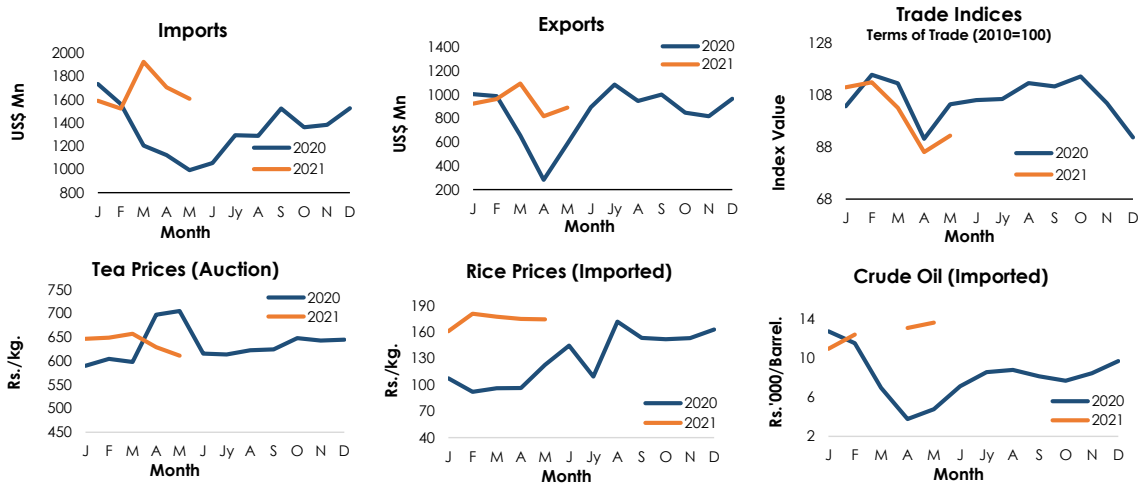 Imports
US$ Mn
2000
1800
1600
1400
1200
1000
800
2020
2021
J F M A M J Jy A S O N D
Month
Exports
US$ Mn
1400
1200
1000
800
600
400
200
2020
2021
J F M A M J Jy A S O N D
Month
Trade Indices
Terms of Trade (2010=100)
Index Value
128
108
88
68
2020
2021
J F M A M J Jy A S O N D
Month
Tea Prices (Auction)
Rs./kg.
750
700
650
600
550
500
450
2020
2021
J F M A M J Jy A S O N D
Month
Rice Prices (Imported)
Rs./kg.
190
160
130
100
70
40
2020
2021
J F M A M J Jy A S O N D
Month
Crude Oil (Imported)
Rs.'000/Barrel.
14
10
6
2
2020
2021
J F M A M J Jy A S O N D
Month